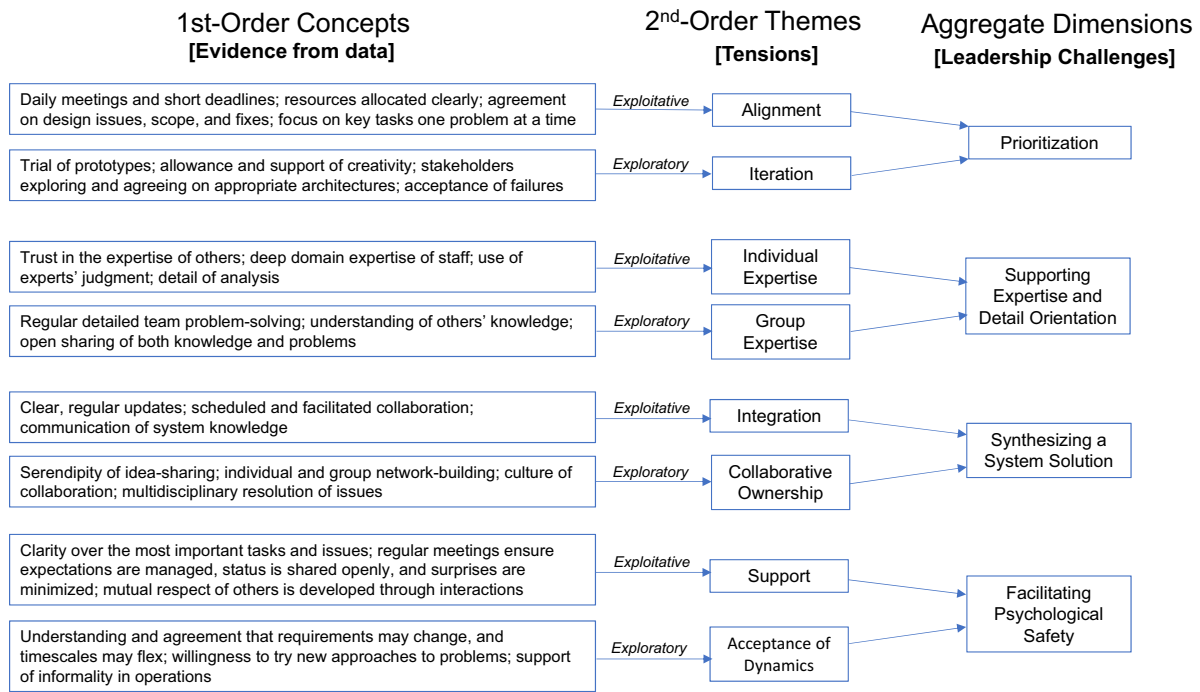 1st-Order Concepts
[Evidence from data]
2nd-Order Themes
[Tensions]
Aggregate Dimensions
[Leadership Challenges]
Daily meetings and short deadlines; resources allocated clearly; agreement
on design issues, scope, and fixes; focus on key tasks one problem at a time
Exploitative
Alignment
Trial of prototypes; allowance and support of creativity; stakeholders
exploring and agreeing on appropriate architectures; acceptance of failures
Exploratory
Iteration
Prioritization
Trust in the expertise of others; deep domain expertise of staff; use of
experts’ judgment; detail of analysis
Exploitative
Individual
Expertise
Regular detailed team problem-solving; understanding of others’ knowledge;
open sharing of both knowledge and problems
Exploratory
Group
Expertise
Supporting
Expertise and
Detail Orientation
Clear, regular updates; scheduled and facilitated collaboration;
communication of system knowledge
Exploitative
Integration
Serendipity of idea-sharing; individual and group network-building; culture of
collaboration; multidisciplinary resolution of issues
Exploratory
Collaborative
Ownership
Synthesizing a
System Solution
Clarity over the most important tasks and issues; regular meetings ensure
expectations are managed, status is shared openly, and surprises are
minimized; mutual respect of others is developed through interactions
Exploitative
Support
Understanding and agreement that requirements may change, and
timescales may flex; willingness to try new approaches to problems; support
of informality in operations
Exploratory
Acceptance of
Dynamics
Facilitating
Psychological
Safety